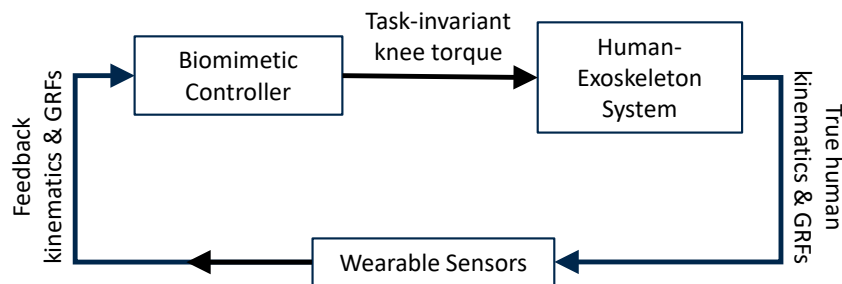 Task-invariant
knee torque
Biomimetic
Controller
Human-
Exoskeleton
System
Feedback
kinematics & GRFs
True human
kinematics & GRFs
Wearable Sensors